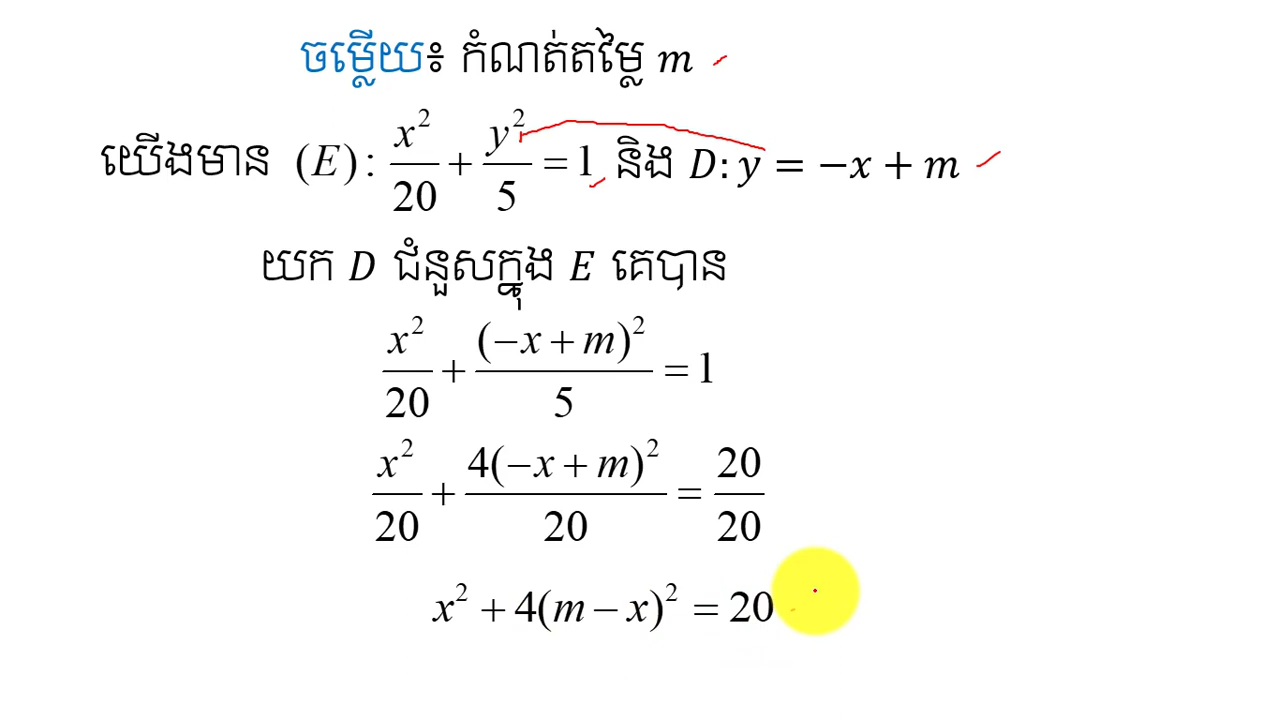 ចម្លើយ៖ កំណត់តម្លៃ m
យើងមាន (E): x²/20 + y²/5 = 1 និង D: y = −x + m
យក D ជំនួសក្នុង E គេបាន
x²/20 + (−x + m)²/5 = 1
x²/20 + 4(−x + m)²/20 = 20/20
x² + 4(m − x)² = 20